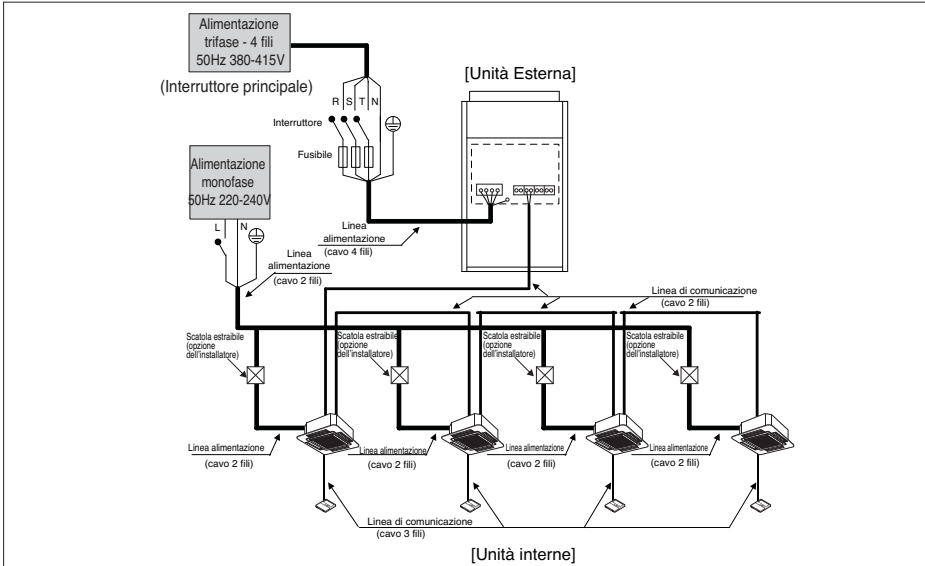 Alimentazione
trifase - 4 fili
50Hz 380-415V
(Interruttore principale)
[Unità Esterna]
R S T N
Interruttore
Fusibile
Alimentazione
monofase
50Hz 220-240V
L N
Linea
alimentazione
(cavo 4 fili)
Linea
alimentazione
(cavo 2 fili)
Linea di comunicazione
(cavo 2 fili)
Scatola estraibile
(opzione
dell'installatore)
Scatola estraibile
(opzione
dell'installatore)
Scatola estraibile
(opzione
dell'installatore)
Scatola estraibile
(opzione
dell'installatore)
Linea alimentazione
(cavo 2 fili)
Linea alimentazione
(cavo 2 fili)
Linea alimentazione
(cavo 2 fili)
Linea alimentazione
(cavo 2 fili)
Linea di comunicazione
(cavo 3 fili)
[Unità interne]